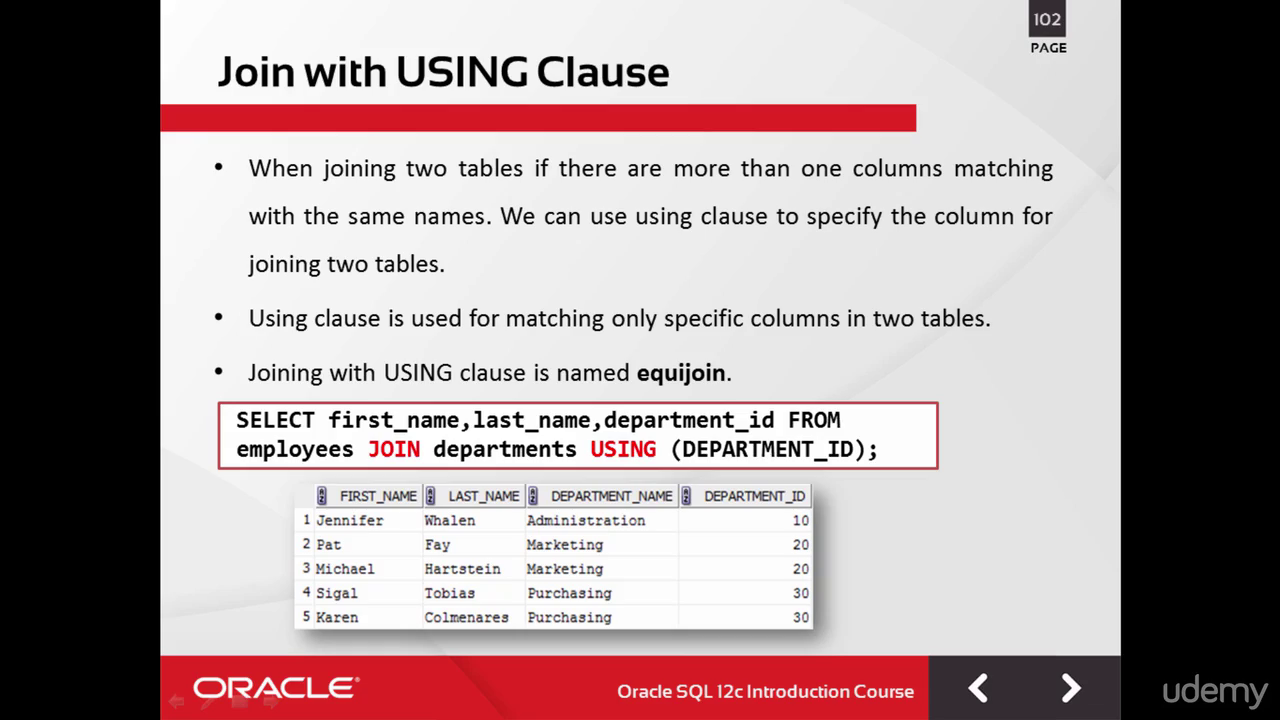 102
PAGE
Join with USING Clause
• When joining two tables if there are more than one columns matching
with the same names. We can use using clause to specify the column for
joining two tables.
• Using clause is used for matching only specific columns in two tables.
• Joining with USING clause is named equijoin.
SELECT first_name,last_name,department_id FROM
employees JOIN departments USING (DEPARTMENT_ID);
FIRST_NAME LAST_NAME DEPARTMENT_NAME DEPARTMENT_ID
1 Jennifer Whalen Administration 10
2 Pat Fay Marketing 20
3 Michael Hartstein Marketing 20
4 Sigal Tobias Purchasing 30
5 Karen Colmenares Purchasing 30
ORACLE® Oracle SQL 12c Introduction Course
udemy